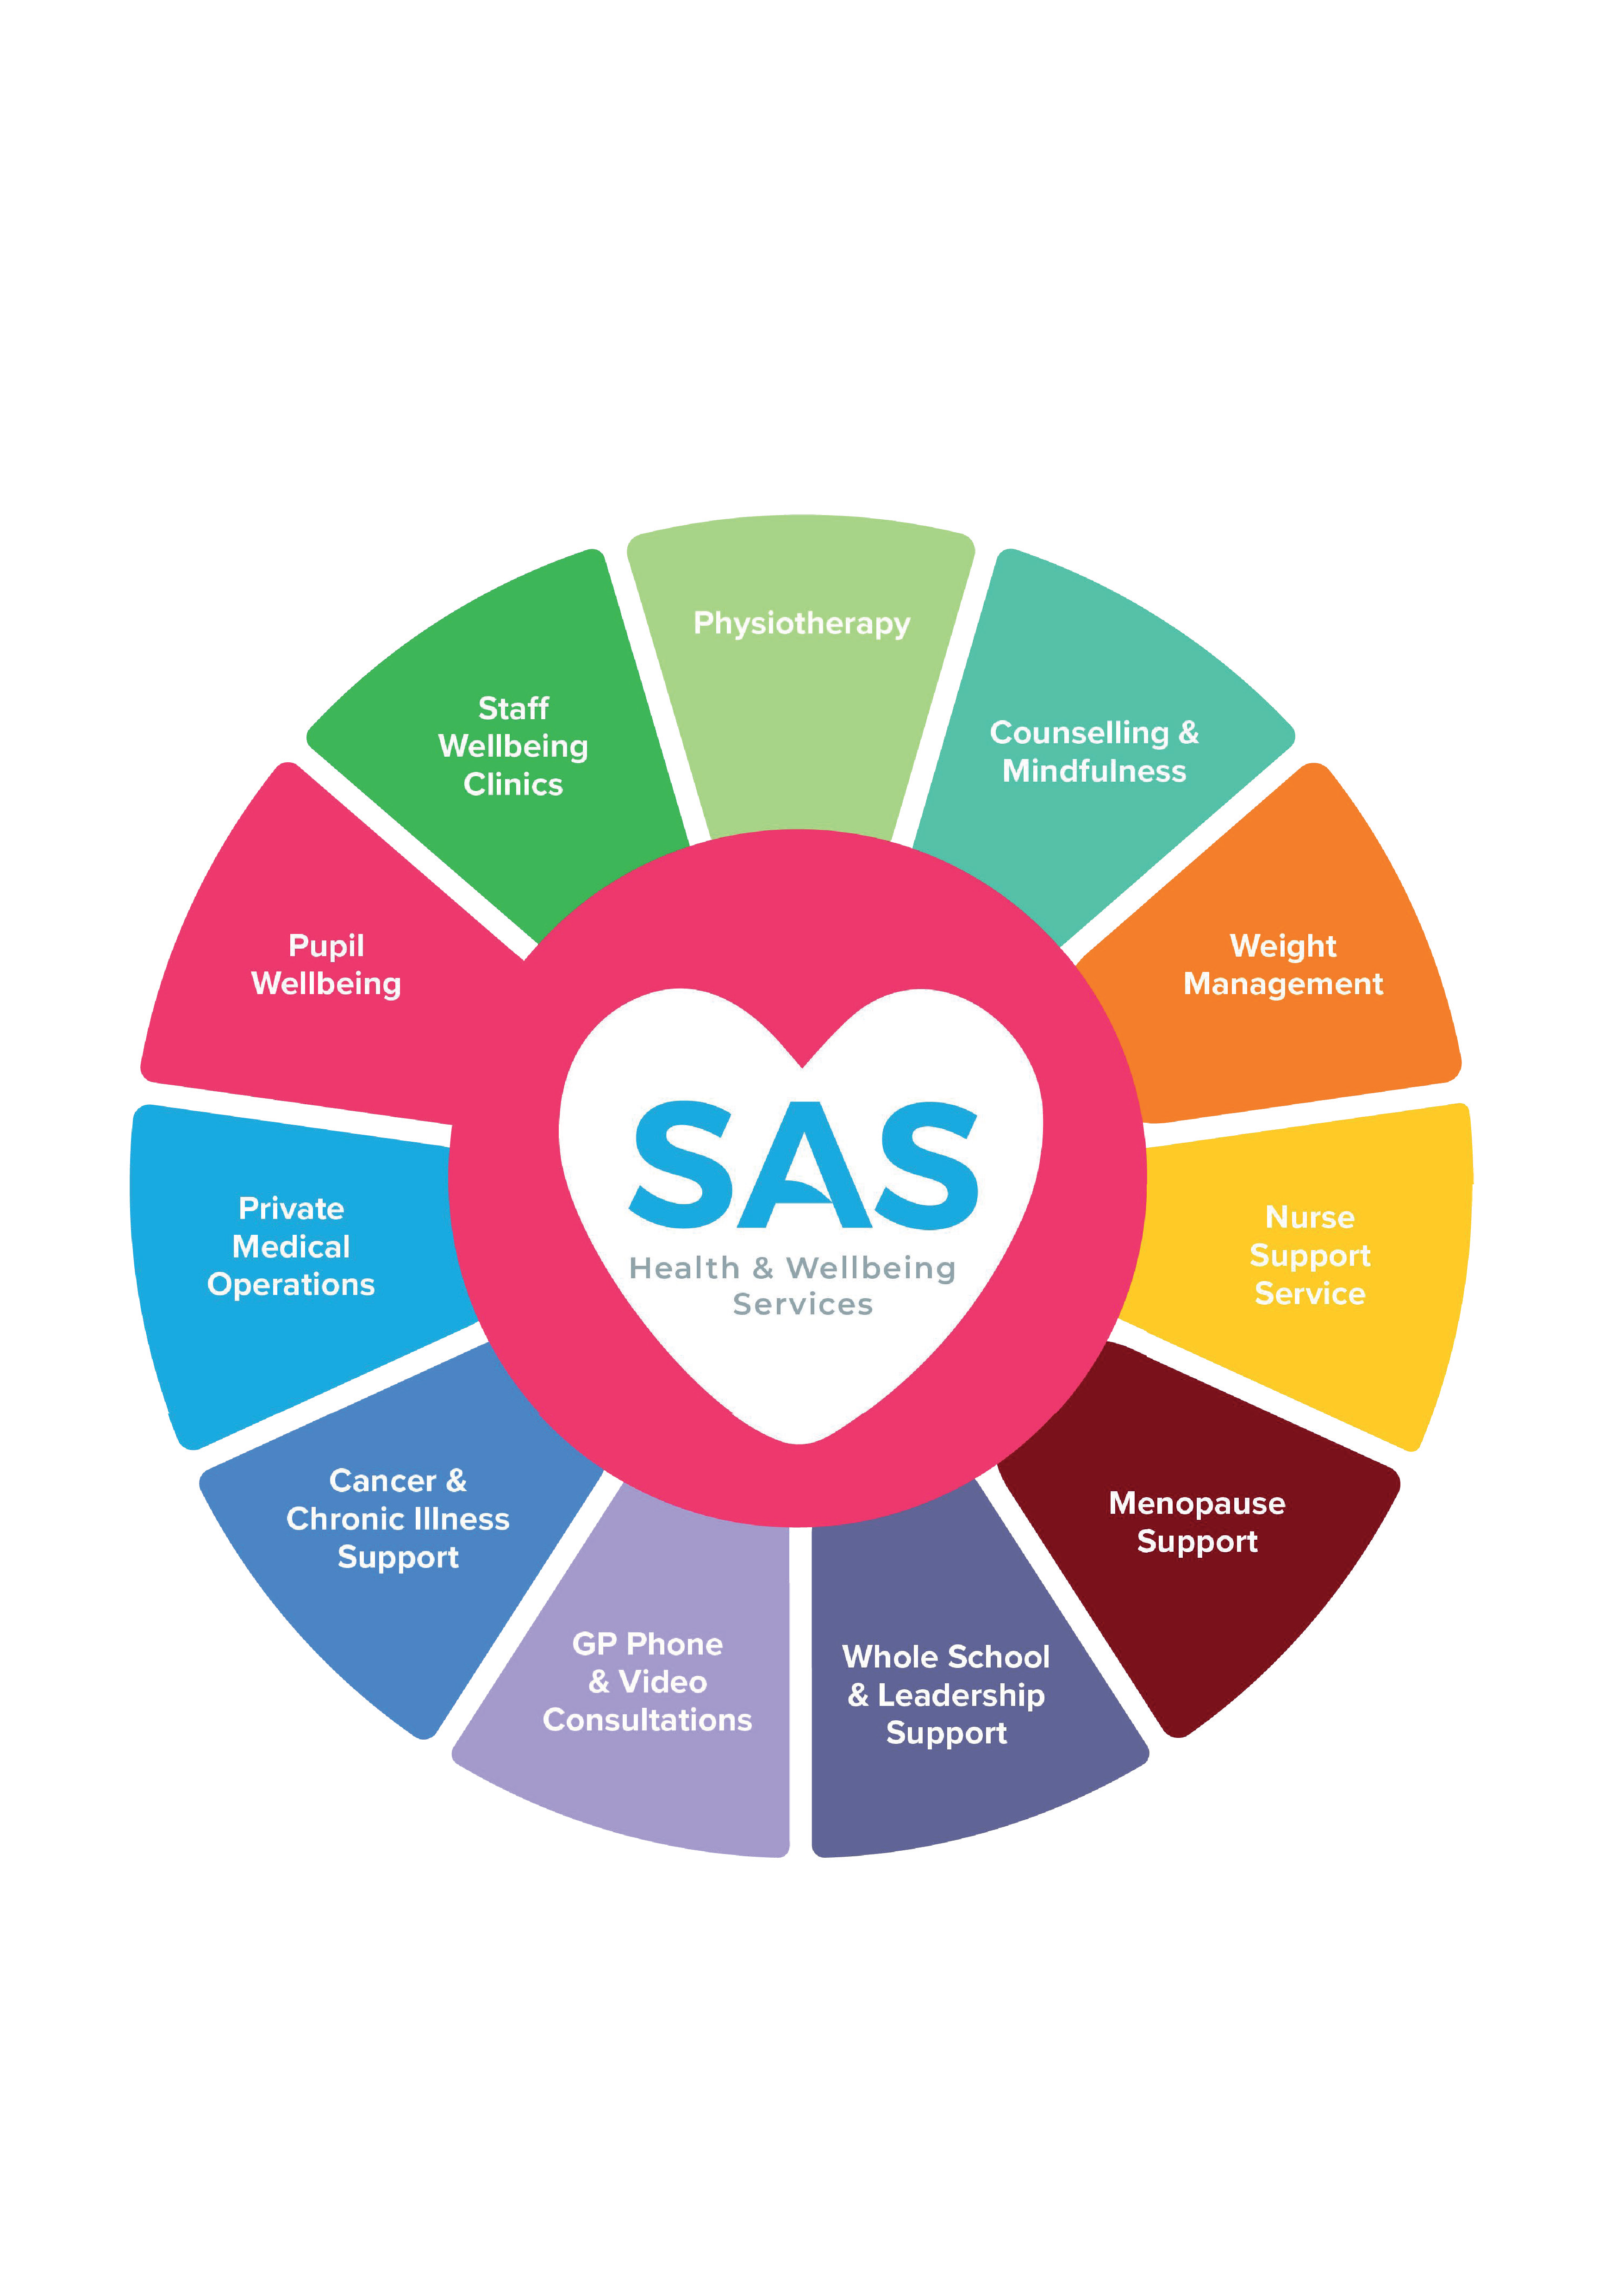 Physiotherapy
Counselling &
Mindfulness
Weight
Management
Nurse
Support
Service
Menopause
Support
Whole School
& Leadership
Support
GP Phone
& Video
Consultations
Cancer &
Chronic Illness
Support
Private
Medical
Operations
Pupil
Wellbeing
Staff
Wellbeing
Clinics
SAS
Health & Wellbeing
Services